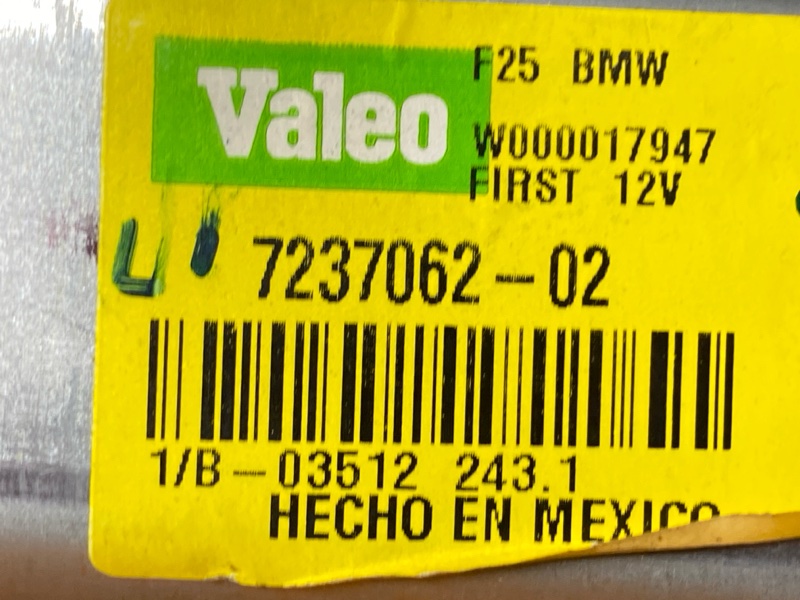 Valeo
F25 BMW
W000017947
FIRST 12V
7237062-02
1/B-03512 243.1
HECHO EN MEXICO